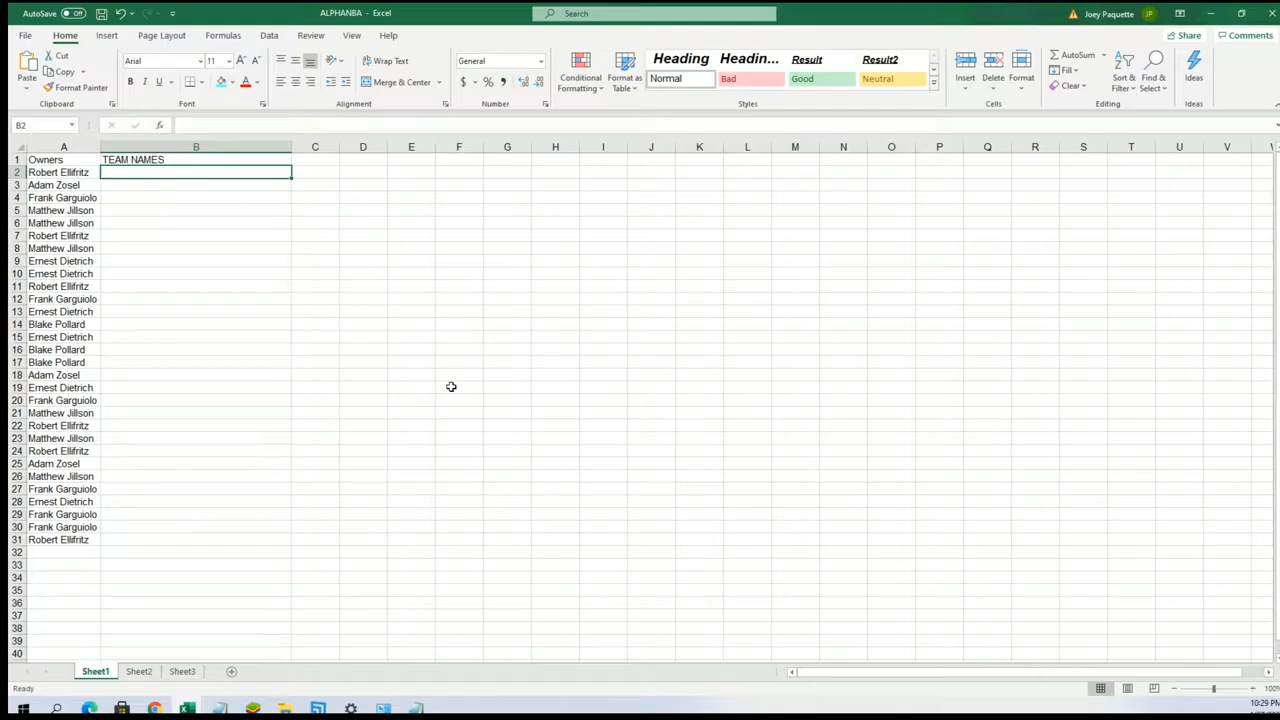 AutoSave Off
ALPHANBA - Excel
Search
Joey Paquette JP
File Home Insert Page Layout Formulas Data Review View Help
Share Comments
Paste
Cut
Copy
Format Painter
Clipboard
Arial 11
B I U
Font
Wrap Text
Merge & Center
Alignment
General
$ % 9
Number
Conditional Formatting
Format as Table
Heading Headin... Result Result2
Normal Bad Good Neutral
Styles
Insert Delete Format
Cells
AutoSum
Fill
Clear
Sort & Filter
Find & Select
Editing
Ideas
Ideas
B2
fx
A B C D E F G H I J K L M N O P Q R S T U V
1 Owners TEAM NAMES
2 Robert Ellifritz
3 Adam Zosel
4 Frank Garguiolo
5 Matthew Jillson
6 Matthew Jillson
7 Robert Ellifritz
8 Matthew Jillson
9 Ernest Dietrich
10 Ernest Dietrich
11 Robert Ellifritz
12 Frank Garguiolo
13 Ernest Dietrich
14 Blake Pollard
15 Ernest Dietrich
16 Blake Pollard
17 Blake Pollard
18 Adam Zosel
19 Ernest Dietrich
20 Frank Garguiolo
21 Matthew Jillson
22 Robert Ellifritz
23 Matthew Jillson
24 Robert Ellifritz
25 Adam Zosel
26 Matthew Jillson
27 Frank Garguiolo
28 Ernest Dietrich
29 Frank Garguiolo
30 Frank Garguiolo
31 Robert Ellifritz
32
33
34
35
36
37
38
39
40
Sheet1 Sheet2 Sheet3
Ready
100%
10:29 PM